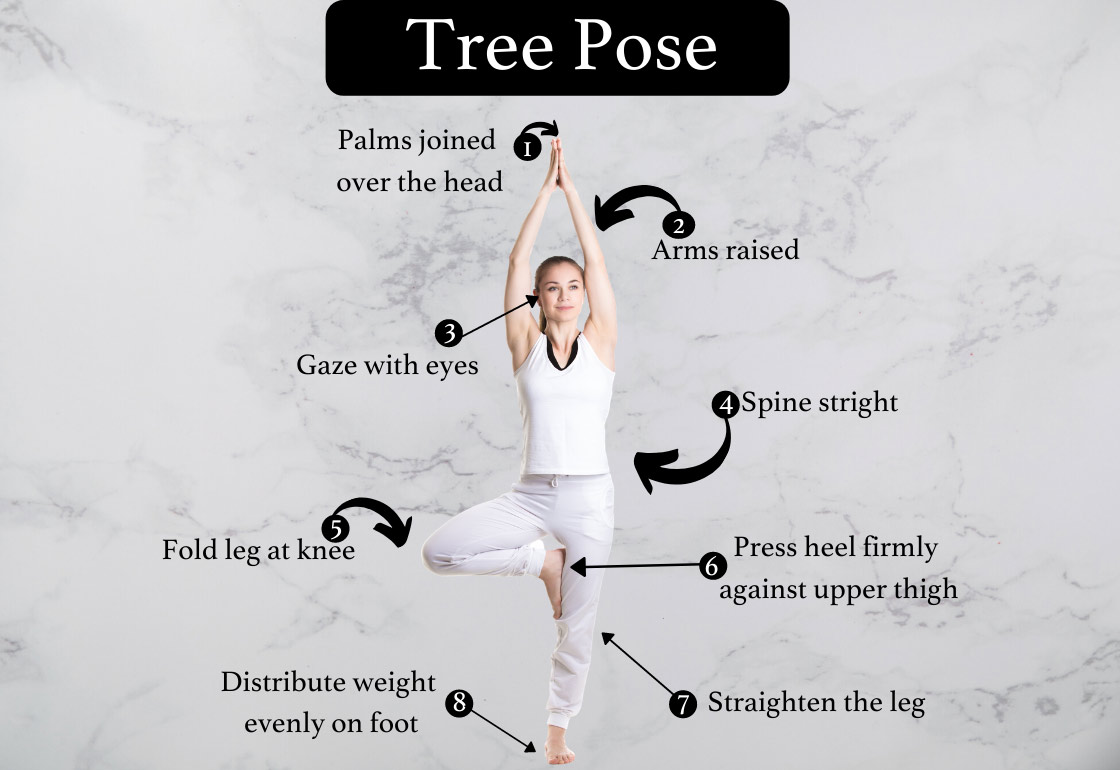 Tree Pose
1
Palms joined
over the head
2
Arms raised
3
Gaze with eyes
4 Spine stright
5
Fold leg at knee
6
Press heel firmly
against upper thigh
7 Straighten the leg
8
Distribute weight
evenly on foot